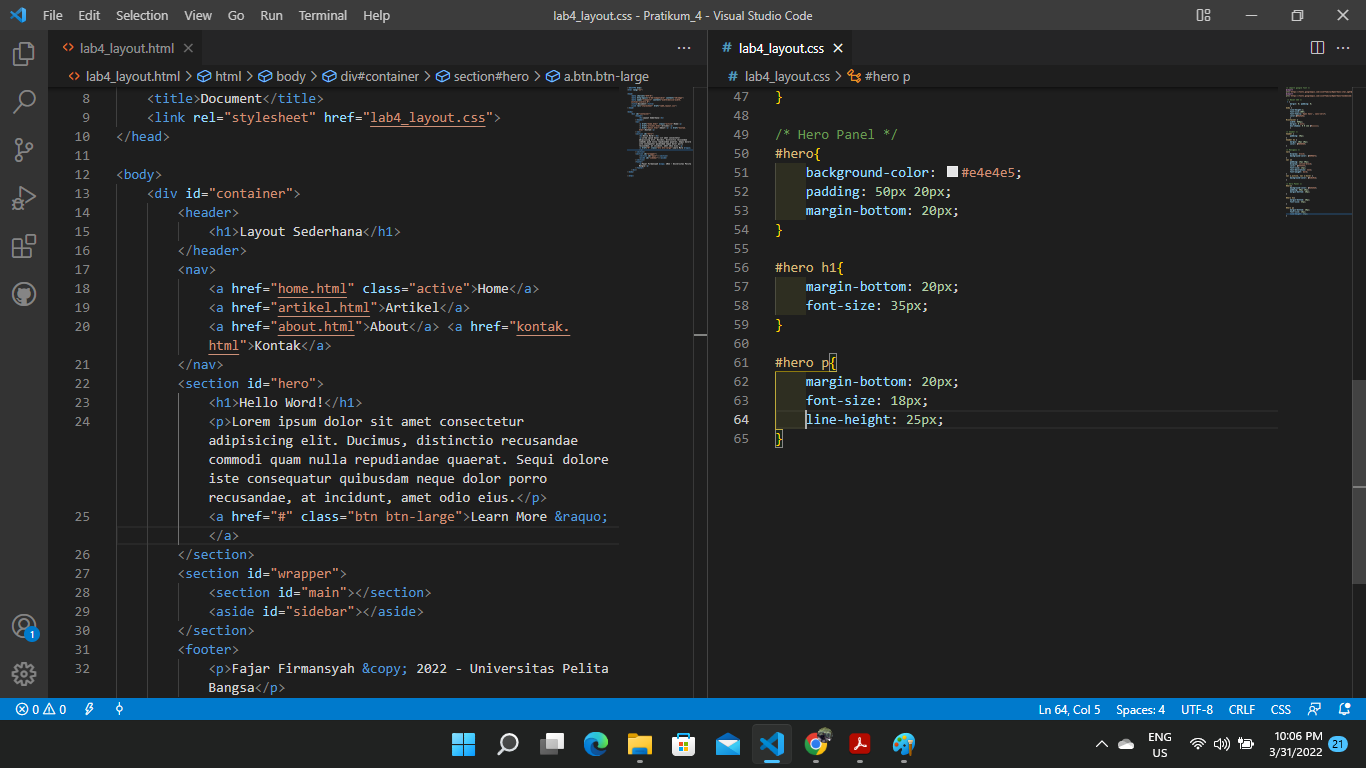 File Edit Selection View Go Run Terminal Help lab4_layout.css - Pratikum_4 - Visual Studio Code
lab4_layout.html
lab4_layout.html > html > body > div#container > section#hero > a.btn.btn-large
8 <title>Document</title>
9 <link rel="stylesheet" href="lab4_layout.css">
10 </head>
11
12 <body>
13 <div id="container">
14 <header>
15 <h1>Layout Sederhana</h1>
16 </header>
17 <nav>
18 <a href="home.html" class="active">Home</a>
19 <a href="artikel.html">Artikel</a>
20 <a href="about.html">About</a> <a href="kontak.
html">Kontak</a>
21 </nav>
22 <section id="hero">
23 <h1>Hello Word!</h1>
24 <p>Lorem ipsum dolor sit amet consectetur
adipisicing elit. Ducimus, distinctio recusandae
commodi quam nulla repudiandae quaerat. Sequi dolore
iste consequatur quibusdam neque dolor porro
recusandae, at incidunt, amet odio eius.</p>
25 <a href="#" class="btn btn-large">Learn More &raquo;
</a>
26 </section>
27 <section id="wrapper">
28 <section id="main"></section>
29 <aside id="sidebar"></aside>
30 </section>
31 <footer>
32 <p>Fajar Firmansyah &copy; 2022 - Universitas Pelita
Bangsa</p>
# lab4_layout.css
# lab4_layout.css > #hero p
47 }
48
49 /* Hero Panel */
50 #hero{
51 background-color: #e4e4e5;
52 padding: 50px 20px;
53 margin-bottom: 20px;
54 }
55
56 #hero h1{
57 margin-bottom: 20px;
58 font-size: 35px;
59 }
60
61 #hero p{
62 margin-bottom: 20px;
63 font-size: 18px;
64 line-height: 25px;
65 }
1
0 0 Ln 64, Col 5 Spaces: 4 UTF-8 CRLF CSS
ENG
US
10:06 PM
3/31/2022
21